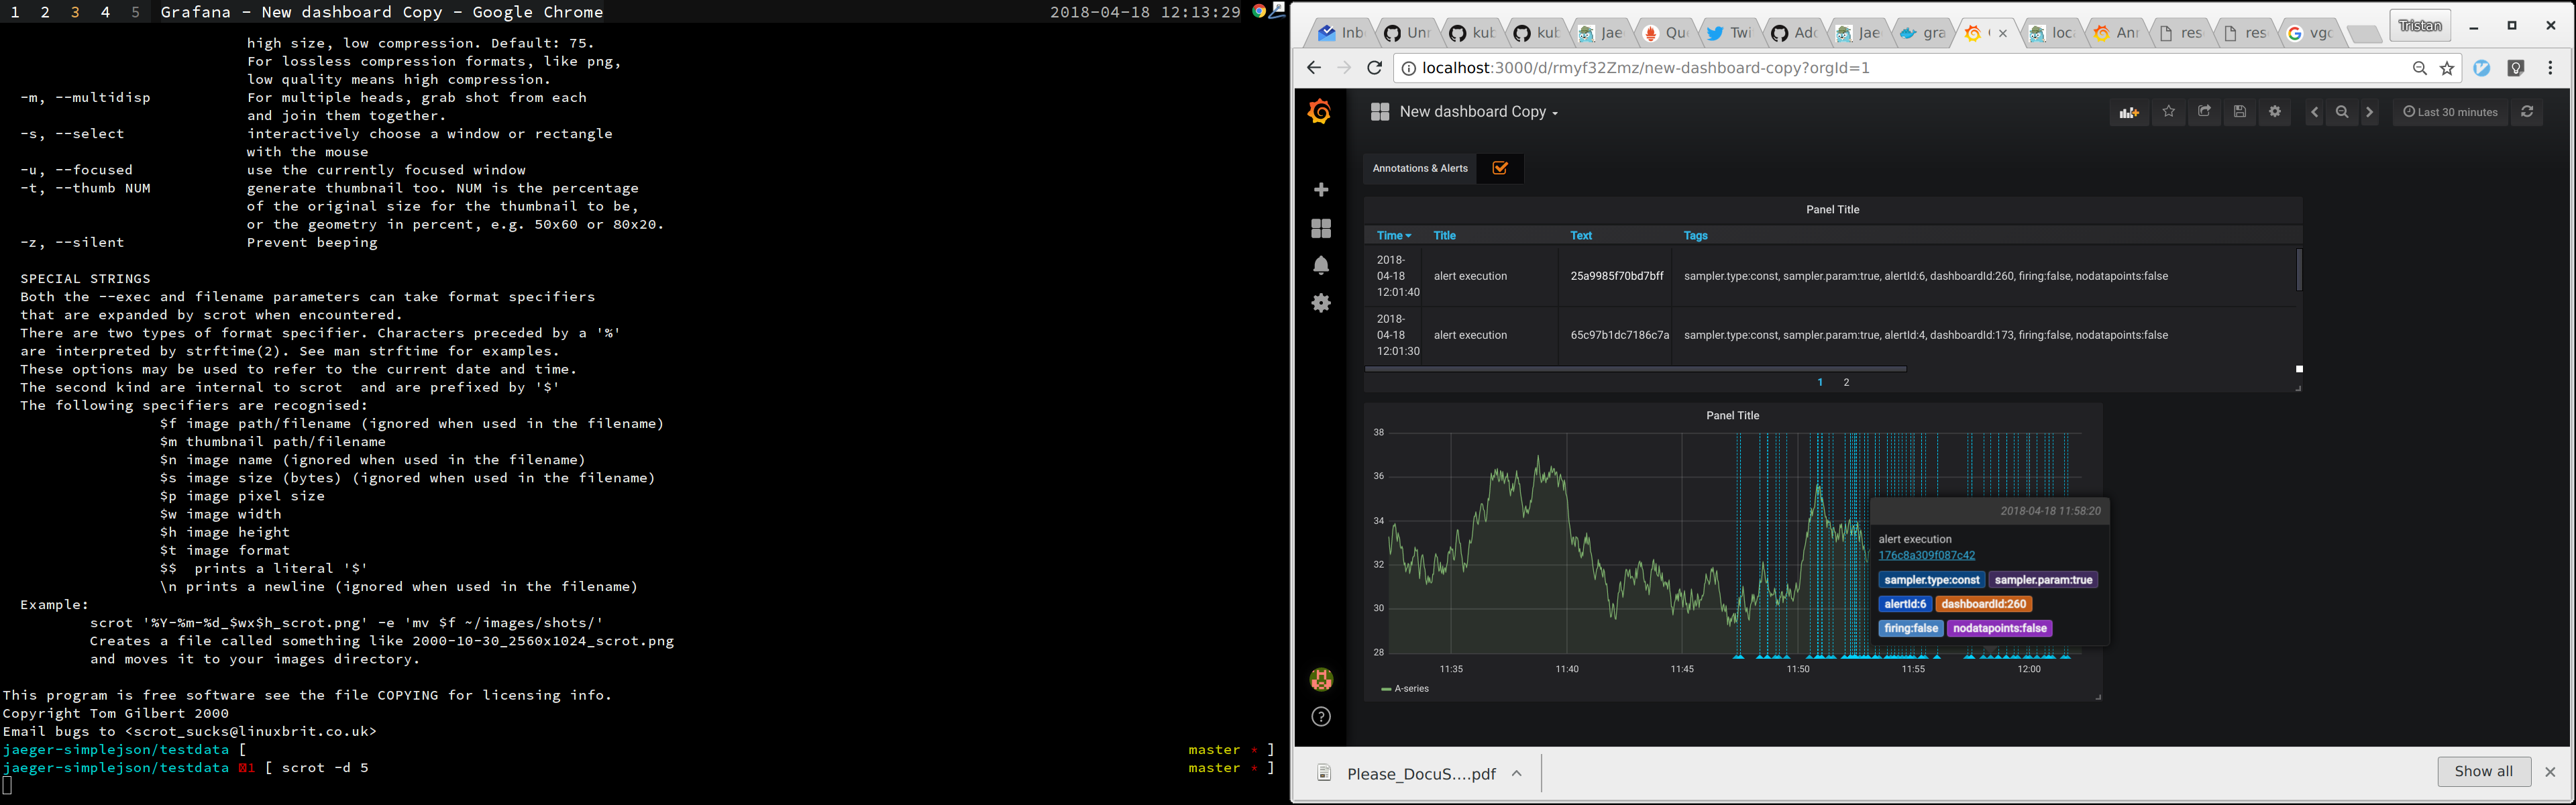 1 2 3 4 5 Grafana - New dashboard Copy - Google Chrome 2018-04-18 12:13:29
high size, low compression. Default: 75.
For lossless compression formats, like png,
low quality means high compression.
-m, --multidisp For multiple heads, grab shot from each
and join them together.
-s, --select interactively choose a window or rectangle
with the mouse
-u, --focused use the currently focused window
-t, --thumb NUM generate thumbnail too. NUM is the percentage
of the original size for the thumbnail to be,
or the geometry in percent, e.g. 50x60 or 80x20.
-z, --silent Prevent beeping
SPECIAL STRINGS
Both the --exec and filename parameters can take format specifiers
that are expanded by scrot when encountered.
There are two types of format specifier. Characters preceded by a '%'
are interpreted by strftime(2). See man strftime for examples.
These options may be used to refer to the current date and time.
The second kind are internal to scrot and are prefixed by '$'
The following specifiers are recognised:
$f image path/filename (ignored when used in the filename)
$m thumbnail path/filename
$n image name (ignored when used in the filename)
$s image size (bytes) (ignored when used in the filename)
$p image pixel size
$w image width
$h image height
$t image format
$$ prints a literal '$'
\n prints a newline (ignored when used in the filename)
Example:
scrot '%Y-%m-%d_$wx$h_scrot.png' -e 'mv $f ~/images/shots/'
Creates a file called something like 2000-10-30_2560x1024_scrot.png
and moves it to your images directory.
This program is free software see the file COPYING for licensing info.
Copyright Tom Gilbert 2000
Email bugs to <scrot_sucks@linuxbrit.co.uk>
jaeger-simplejson/testdata [ master * ]
jaeger-simplejson/testdata 1 [ scrot -d 5 master * ]
Inb Unr kub kub Jae Que Twi Add Jae gra loca Ann res res vgo Tristan
localhost:3000/d/rmyf32Zmz/new-dashboard-copy?orgId=1
New dashboard Copy Last 30 minutes
Annotations & Alerts
Panel Title
Time Title Text Tags
2018-
04-18
12:01:40 alert execution 25a9985f70bd7bff sampler.type:const, sampler.param:true, alertId:6, dashboardId:260, firing:false, nodatapoints:false
2018-
04-18
12:01:30 alert execution 65c97b1dc7186c7a sampler.type:const, sampler.param:true, alertId:4, dashboardId:173, firing:false, nodatapoints:false
1 2
Panel Title
38
36
34
32
30
28
11:35 11:40 11:45 11:50 11:55 12:00
A-series
2018-04-18 11:58:20
alert execution
176c8a309f087c42
sampler.type:const sampler.param:true
alertId:6 dashboardId:260
firing:false nodatapoints:false
Please_DocuS....pdf Show all